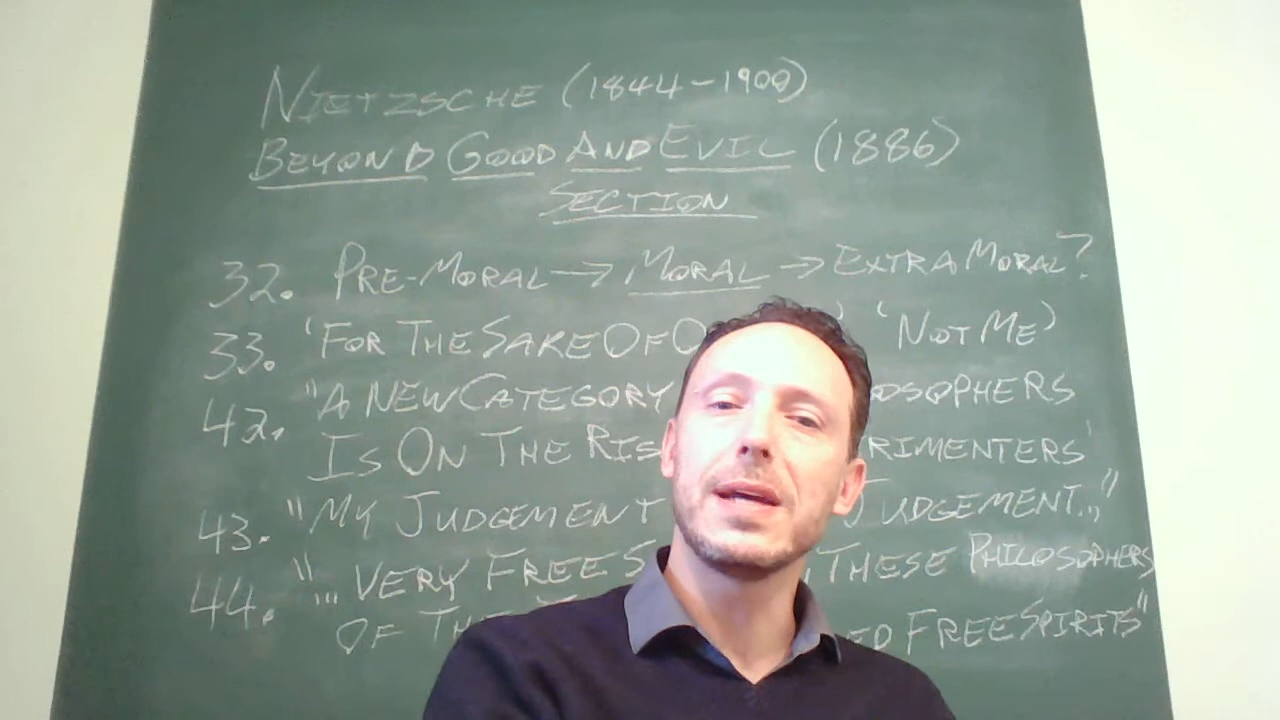 NIETZSCHE (1844-1900)
BEYOND GOOD AND EVIL (1886)
SECTION
32. PRE-MORAL → MORAL → EXTRA MORAL?
33. 'FOR THE SAKE OF O ) 'NOT ME)
42. "A NEW CATEGORY OSOPHERS
IS ON THE RIS RIMENTERS'
43. "MY JUDGEMENT JUDGEMENT.,"
44. "... VERY FREE S , THESE PHILOSOPHERS
OF TH ED FREE SPIRITS"